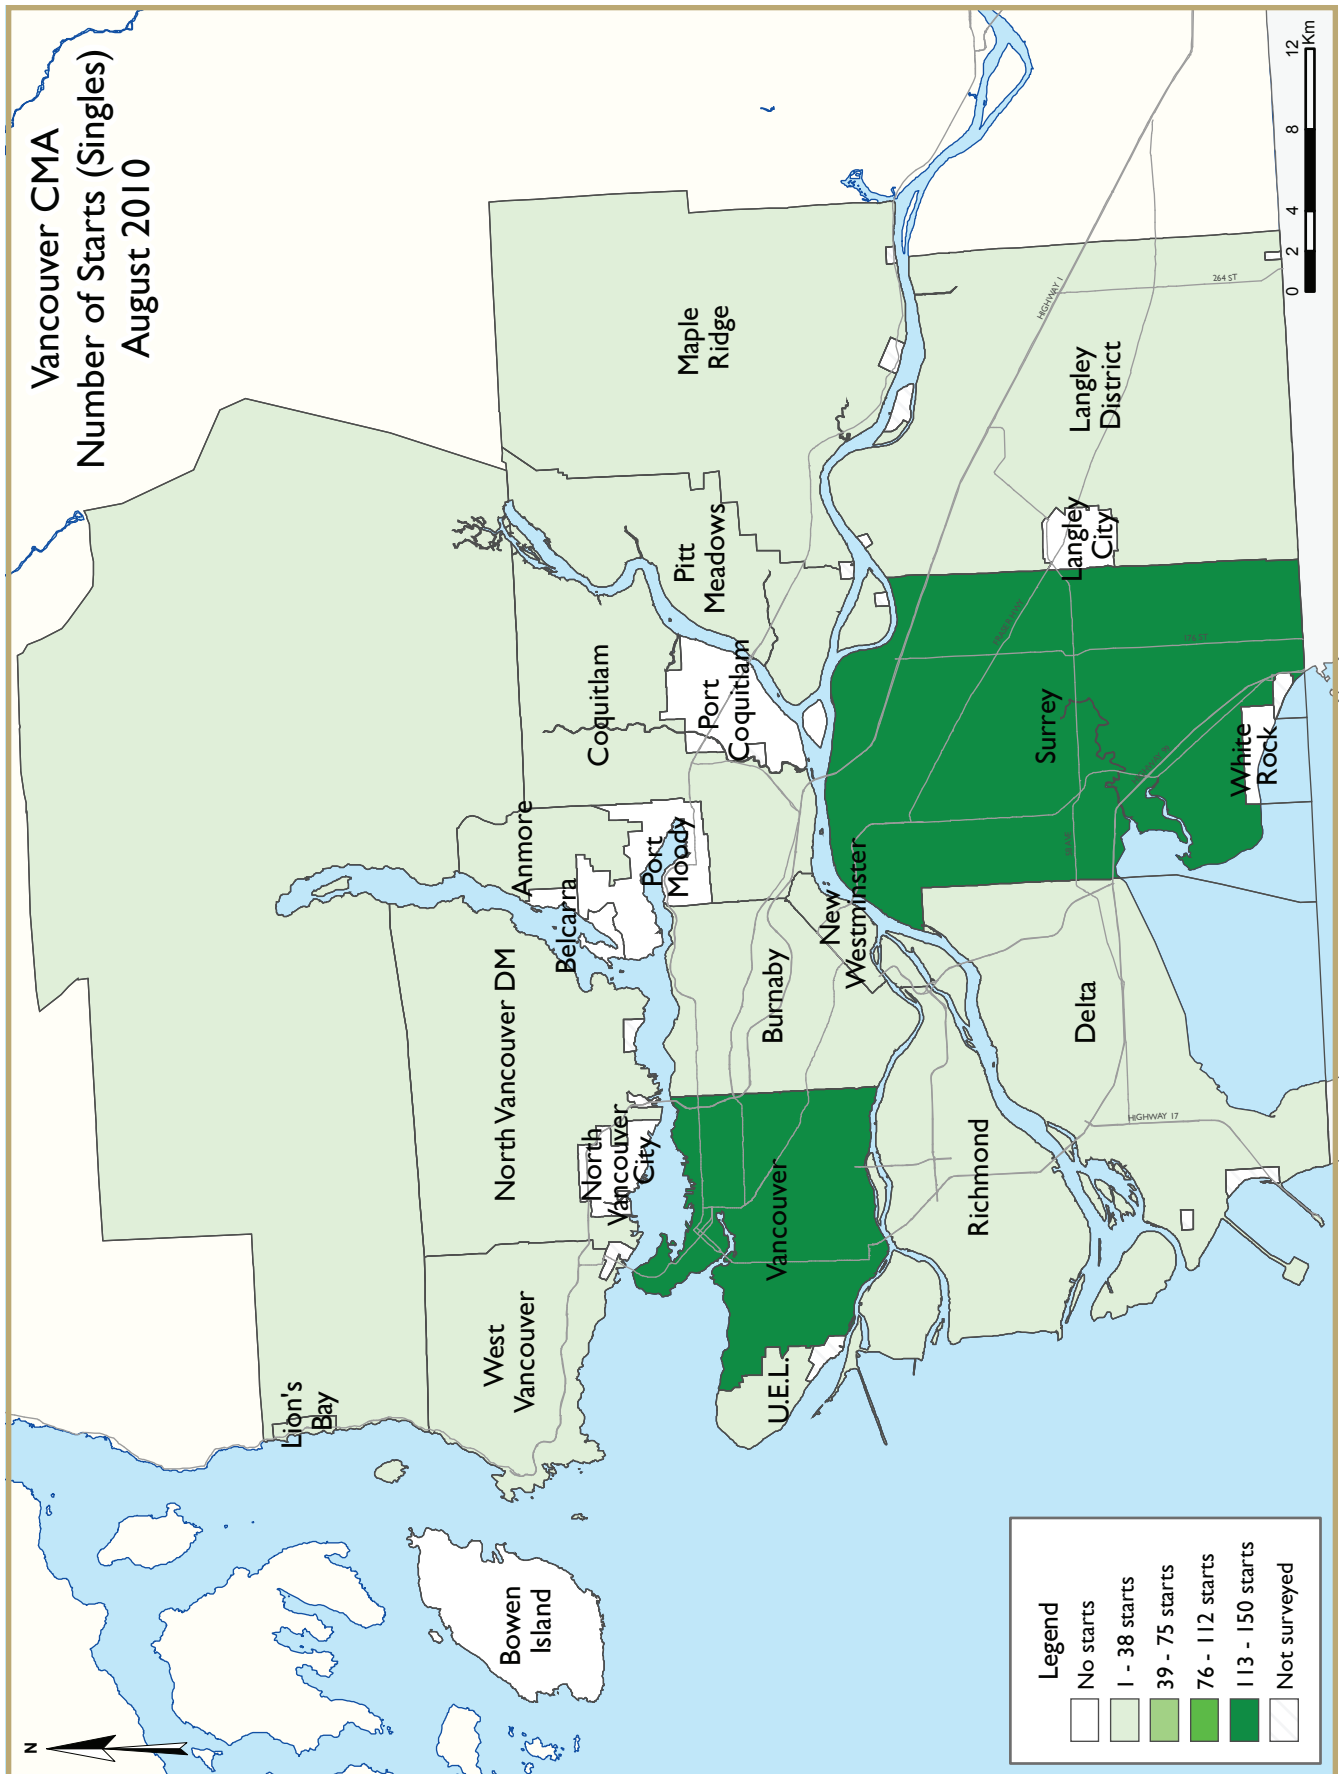 Vancouver CMA
Number of Starts (Singles)
August 2010
N
Lion's
Bay
Bowen
Island
West
Vancouver
North Vancouver DM
North
Vancouver
City
Belcarra
Anmore
Port
Moody
Coquitlam
Port
Coquitlam
Pitt
Meadows
Maple
Ridge
U.E.L.
Vancouver
Burnaby
New
Westminster
Richmond
Delta
Surrey
White
Rock
Langley
City
Langley
District
HIGHWAY 1
264 ST
176 ST
HIGHWAY 17
Legend
No starts
1 - 38 starts
39 - 75 starts
76 - 112 starts
113 - 150 starts
Not surveyed
0 2 4 8 12
Km